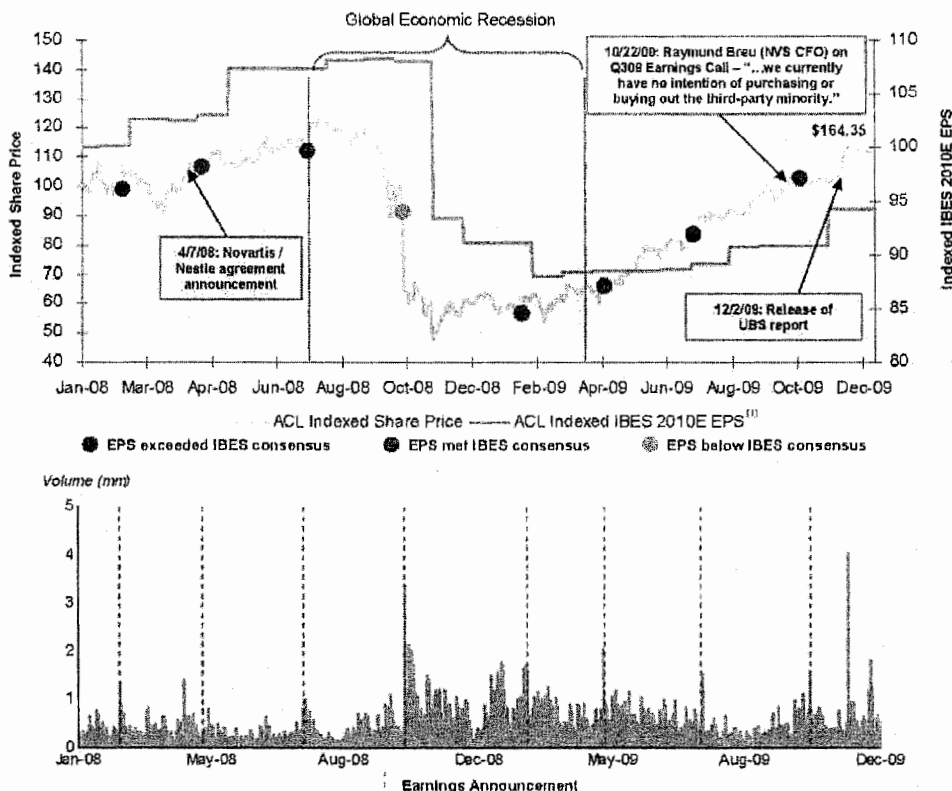 Global Economic Recession
150
140
130
120
110
100
90
80
70
60
50
40
Indexed Share Price
110
105
100
95
90
85
80
Indexed IBES 2010E EPS
10/22/09: Raymund Breu (NVS CFO) on
Q309 Earnings Call – "...we currently
have no intention of purchasing or
buying out the third-party minority."
$164.35
4/7/08: Novartis /
Nestle agreement
announcement
12/2/09: Release of
UBS report
Jan-08 Mar-08 Apr-08 Jun-08 Aug-08 Oct-08 Dec-08 Feb-09 Apr-09 Jun-09 Aug-09 Oct-09 Dec-09
ACL Indexed Share Price ACL Indexed IBES 2010E EPS[1]
EPS exceeded IBES consensus EPS met IBES consensus EPS below IBES consensus
Volume (mm)
5
4
3
2
1
0
Jan-08 May-08 Aug-08 Dec-08 May-09 Aug-09 Dec-09
Earnings Announcement